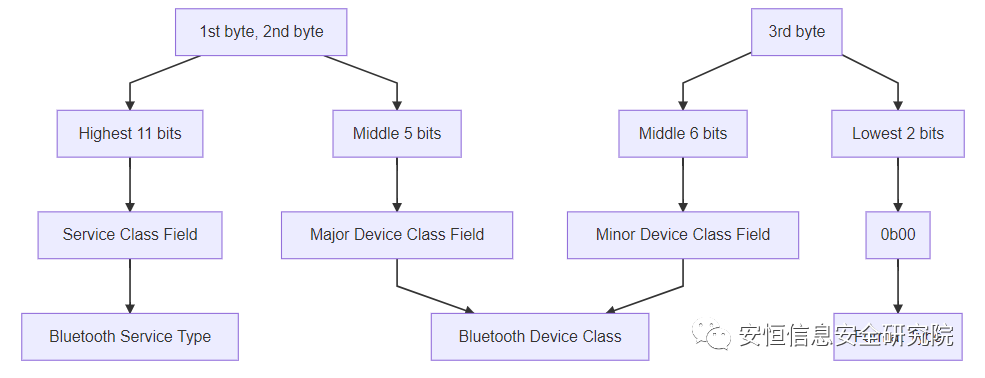 1st byte, 2nd byte
3rd byte
Highest 11 bits
Middle 5 bits
Middle 6 bits
Lowest 2 bits
Service Class Field
Major Device Class Field
Minor Device Class Field
0b00
Bluetooth Service Type
Bluetooth Device Class
安恒信息安全研究院